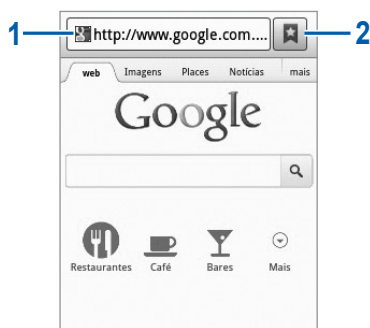 1 http://www.google.com.... 2
web Imagens Places Notícias mais
Google
Restaurantes Café Bares Mais